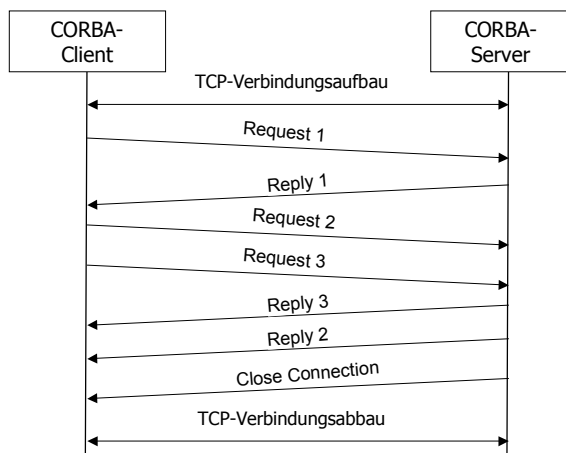 CORBA-
Client
CORBA-
Server
TCP-Verbindungsaufbau
Request 1
Reply 1
Request 2
Request 3
Reply 3
Reply 2
Close Connection
TCP-Verbindungsabbau